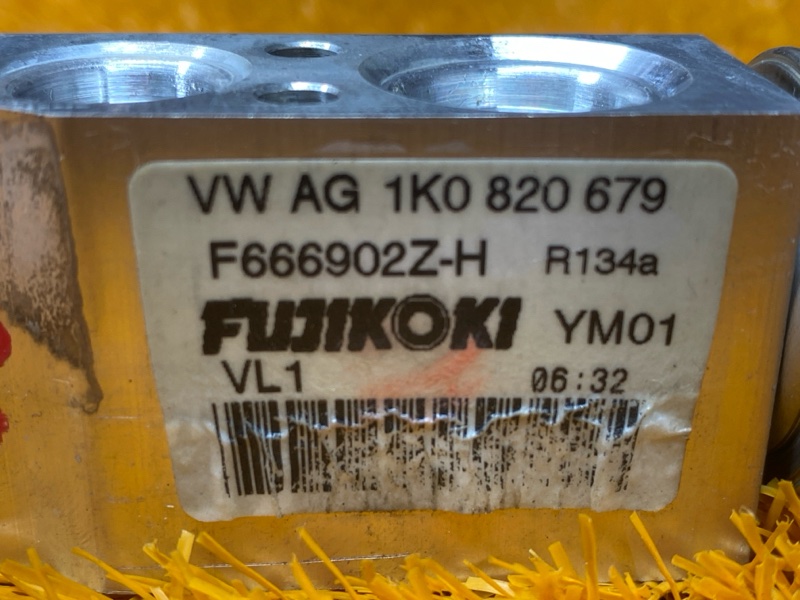 VW AG 1K0 820 679
F666902Z-H R134a
FUJIKOKI YM01
VL1 06:32